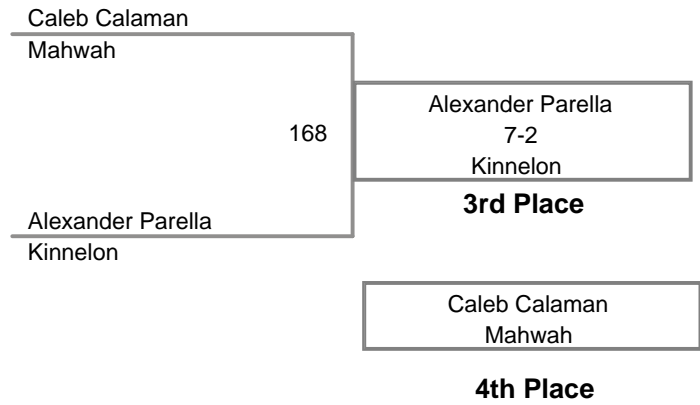 Caleb Calaman
Mahwah
168
Alexander Parella
7-2
Kinnelon
3rd Place
Alexander Parella
Kinnelon
Caleb Calaman
Mahwah
4th Place